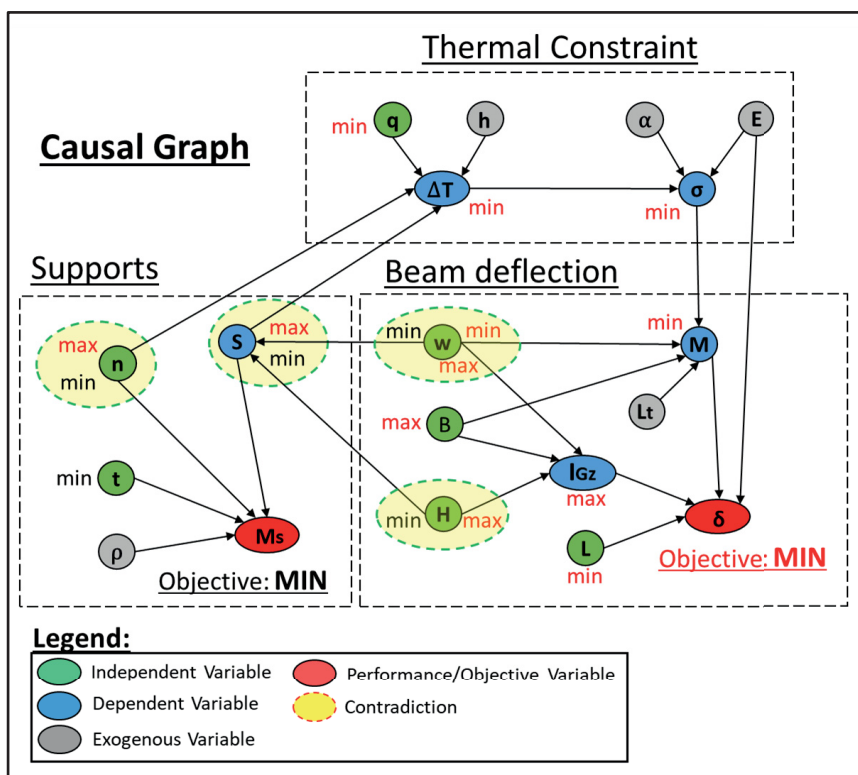 Thermal Constraint
min
q
h
α
E
Causal Graph
ΔT
min
σ
min
Supports
Beam deflection
max
min
n
max
S
min
min
w
min
max
min
M
Lt
max
B
min
t
IGz
max
min
H
max
ρ
Ms
L
min
δ
Objective: MIN
Objective: MIN
Legend:
Independent Variable
Performance/Objective Variable
Dependent Variable
Contradiction
Exogenous Variable